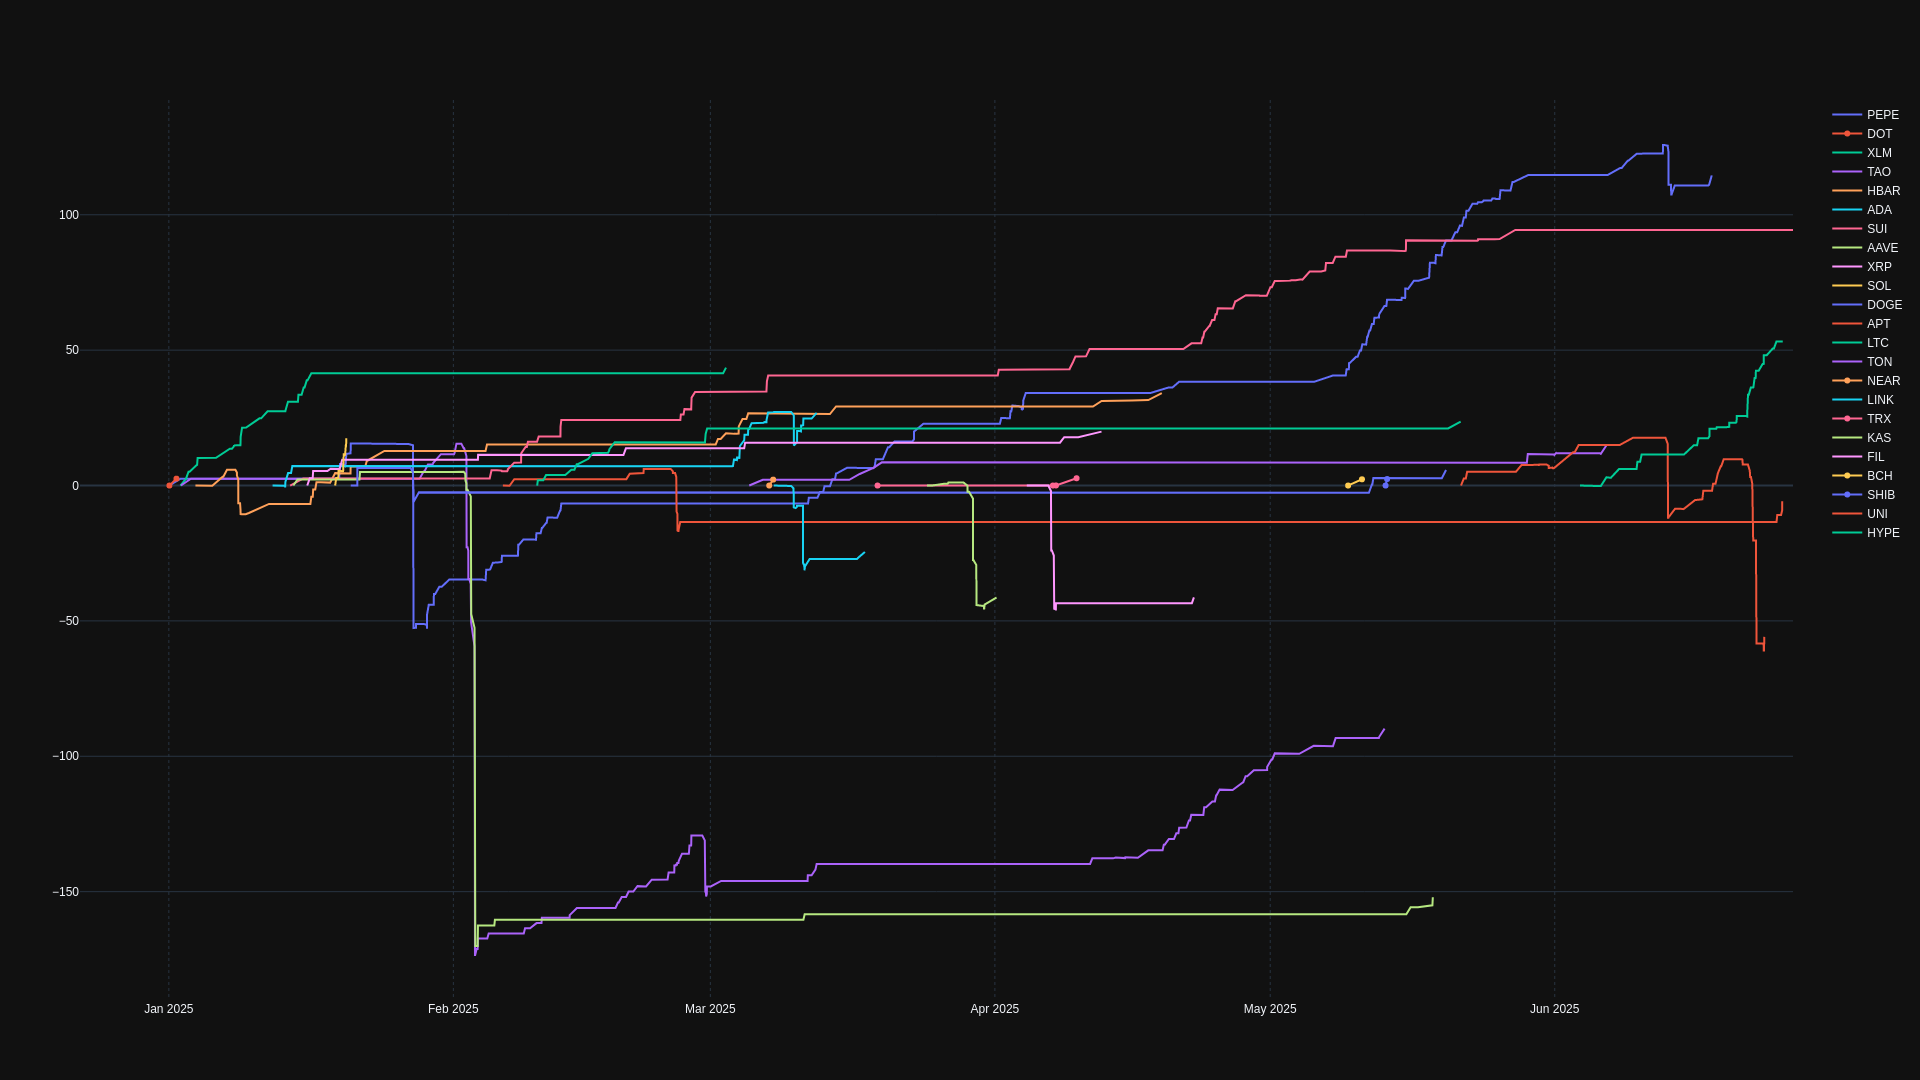 100
50
0
−50
−100
−150
Jan 2025
Feb 2025
Mar 2025
Apr 2025
May 2025
Jun 2025
PEPE
DOT
XLM
TAO
HBAR
ADA
SUI
AAVE
XRP
SOL
DOGE
APT
LTC
TON
NEAR
LINK
TRX
KAS
FIL
BCH
SHIB
UNI
HYPE